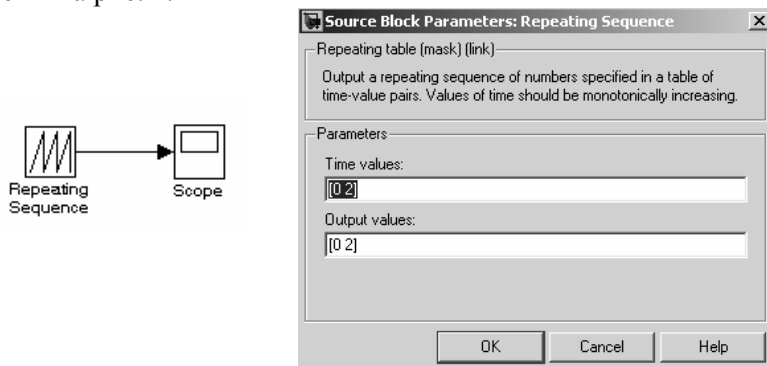 Source Block Parameters: Repeating Sequence
Repeating table (mask) (link)
Output a repeating sequence of numbers specified in a table of
time-value pairs. Values of time should be monotonically increasing.
Parameters
Time values:
[0 2]
Output values:
[0 2]
OK Cancel Help
Repeating
Sequence
Scope